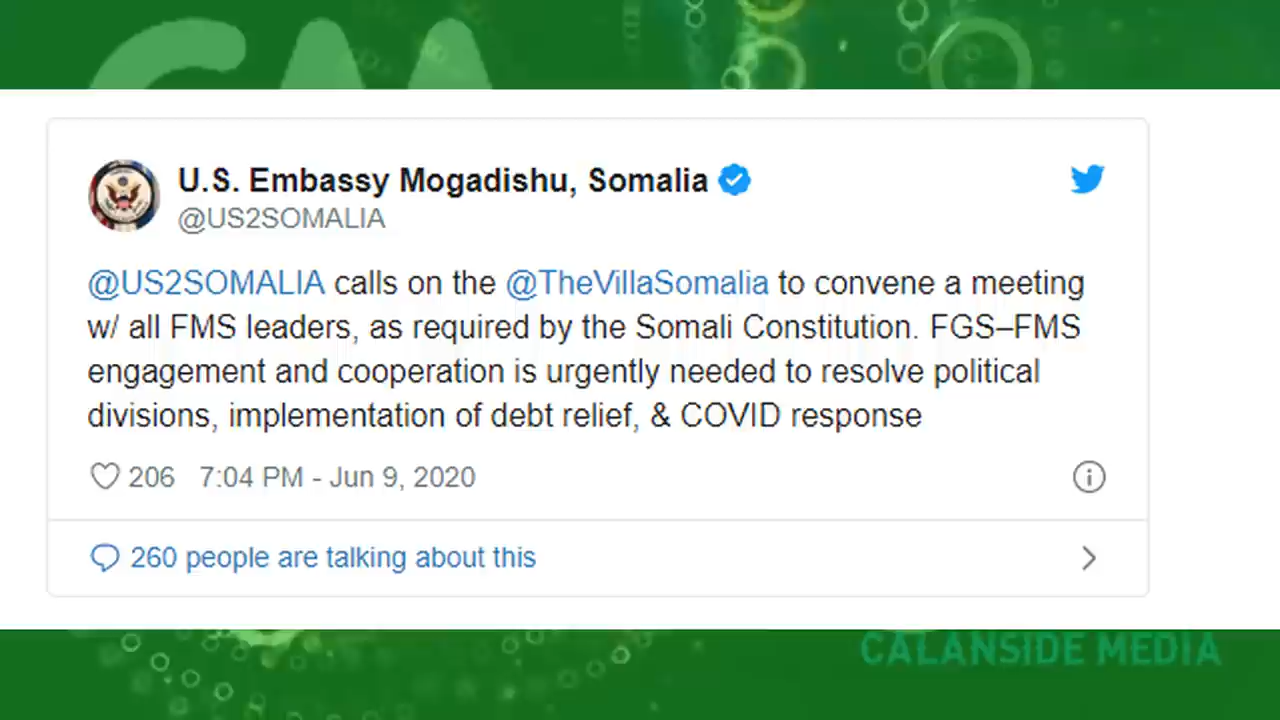 U.S. Embassy Mogadishu, Somalia
@US2SOMALIA
@US2SOMALIA calls on the @TheVillaSomalia to convene a meeting
w/ all FMS leaders, as required by the Somali Constitution. FGS–FMS
engagement and cooperation is urgently needed to resolve political
divisions, implementation of debt relief, & COVID response
206 7:04 PM - Jun 9, 2020
260 people are talking about this
CALANSIDE MEDIA